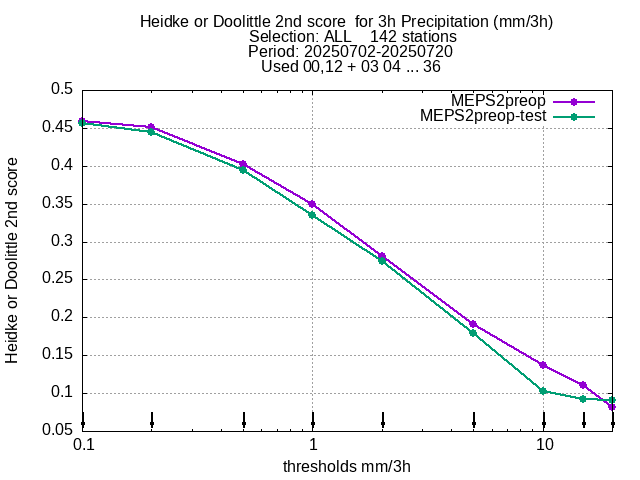 Heidke or Doolittle 2nd score  for 3h Precipitation (mm/3h)
Selection: ALL    142 stations
Period: 20250702-20250720
Used 00,12 + 03 04 ... 36
MEPS2preop
MEPS2preop-test
Heidke or Doolittle 2nd score
0.5
0.45
0.4
0.35
0.3
0.25
0.2
0.15
0.1
0.05
0.1 1 10
thresholds mm/3h